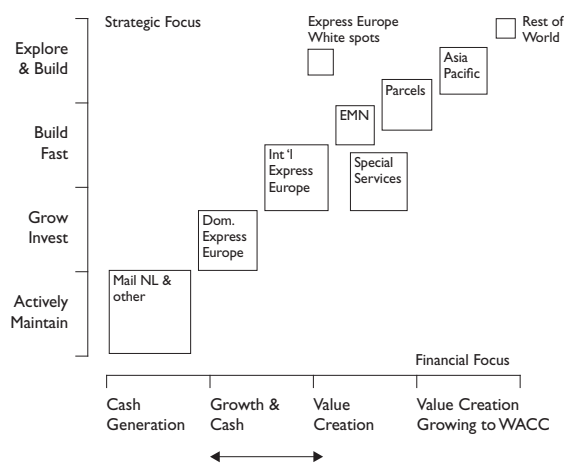 Strategic Focus
Express Europe
White spots
Rest of
World
Explore
& Build
Asia
Pacific
Parcels
EMN
Build
Fast
Int ‘l
Express
Europe
Special
Services
Grow
Invest
Dom.
Express
Europe
Mail NL &
other
Actively
Maintain
Financial Focus
Cash
Generation
Growth &
Cash
Value
Creation
Value Creation
Growing to WACC